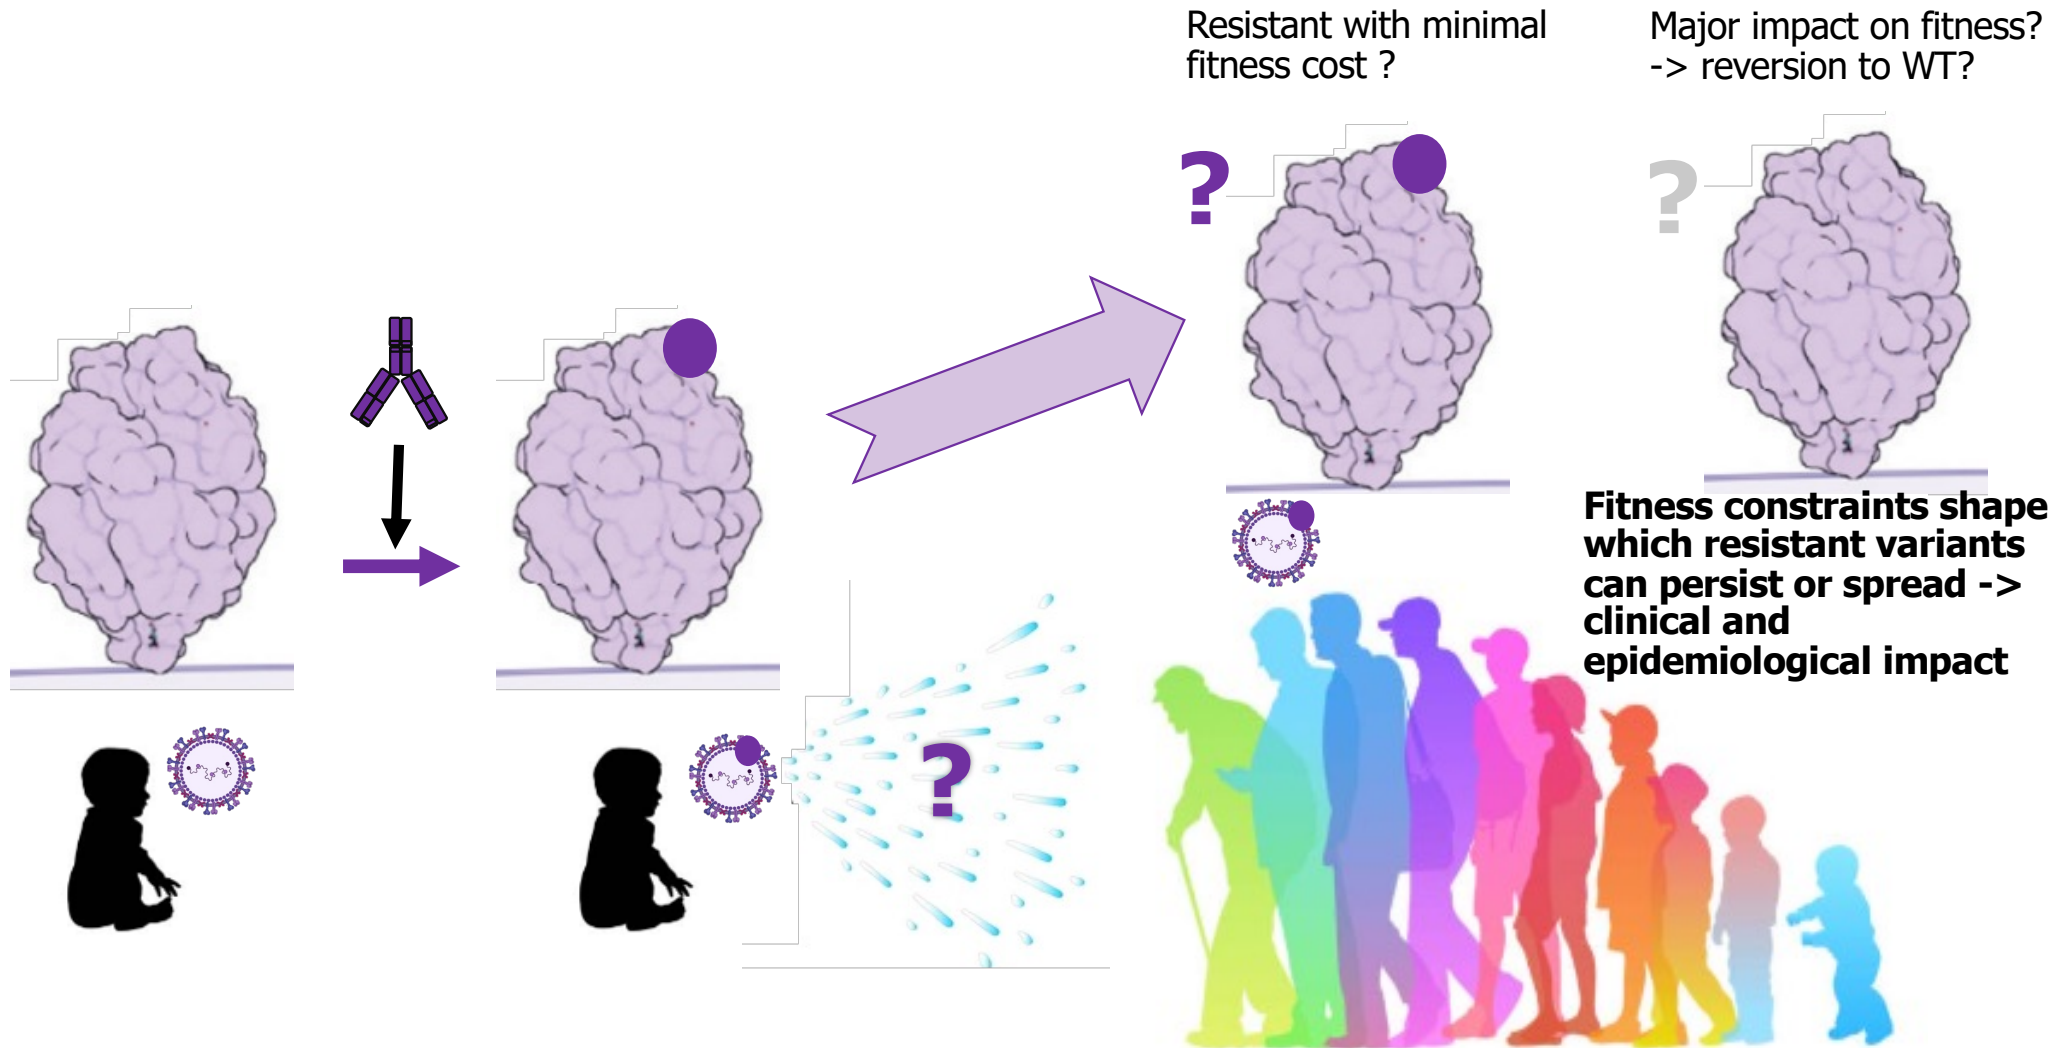 Resistant with minimal
fitness cost ?
Major impact on fitness?
-> reversion to WT?
?
?
Fitness constraints shape
which resistant variants
can persist or spread ->
clinical and
epidemiological impact
?